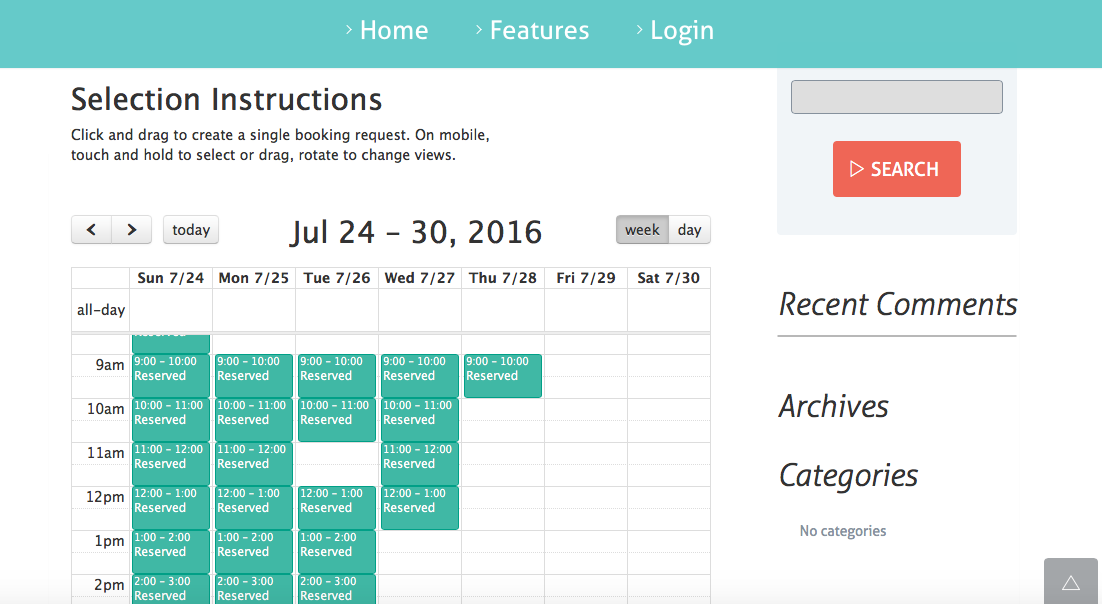 Home
Features
Login
Selection Instructions
Click and drag to create a single booking request. On mobile,
touch and hold to select or drag, rotate to change views.
today
Jul 24 – 30, 2016
week
day
Sun 7/24
Mon 7/25
Tue 7/26
Wed 7/27
Thu 7/28
Fri 7/29
Sat 7/30
all-day
9am
9:00 – 10:00
Reserved
9:00 – 10:00
Reserved
9:00 – 10:00
Reserved
9:00 – 10:00
Reserved
9:00 – 10:00
Reserved
10am
10:00 – 11:00
Reserved
10:00 – 11:00
Reserved
10:00 – 11:00
Reserved
10:00 – 11:00
Reserved
11am
11:00 – 12:00
Reserved
11:00 – 12:00
Reserved
11:00 – 12:00
Reserved
12pm
12:00 – 1:00
Reserved
12:00 – 1:00
Reserved
12:00 – 1:00
Reserved
12:00 – 1:00
Reserved
1pm
1:00 – 2:00
Reserved
1:00 – 2:00
Reserved
1:00 – 2:00
Reserved
2pm
2:00 – 3:00
Reserved
2:00 – 3:00
Reserved
2:00 – 3:00
Reserved
SEARCH
Recent Comments
Archives
Categories
No categories